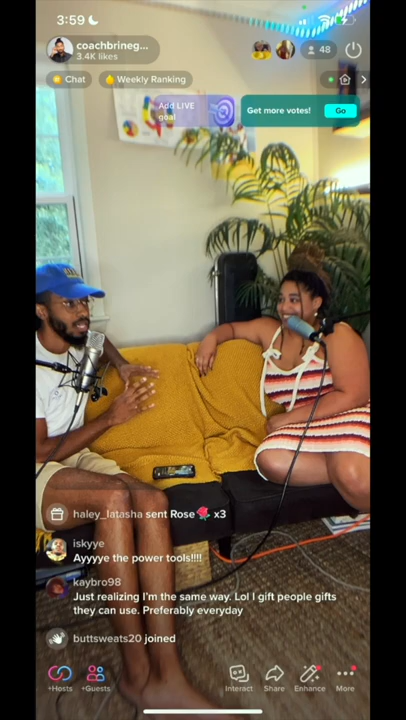 3:59
coachbrineg...
3.4K likes
48
Chat
Weekly Ranking
Add LIVE
goal
Get more votes!
Go
haley_latasha sent Rose🌹 x3
iskyye
Ayyyye the power tools!!!!
kaybro98
Just realizing I'm the same way. Lol I gift people gifts
they can use. Preferably everyday
buttsweats20 joined
+Hosts
+Guests
Interact
Share
Enhance
More